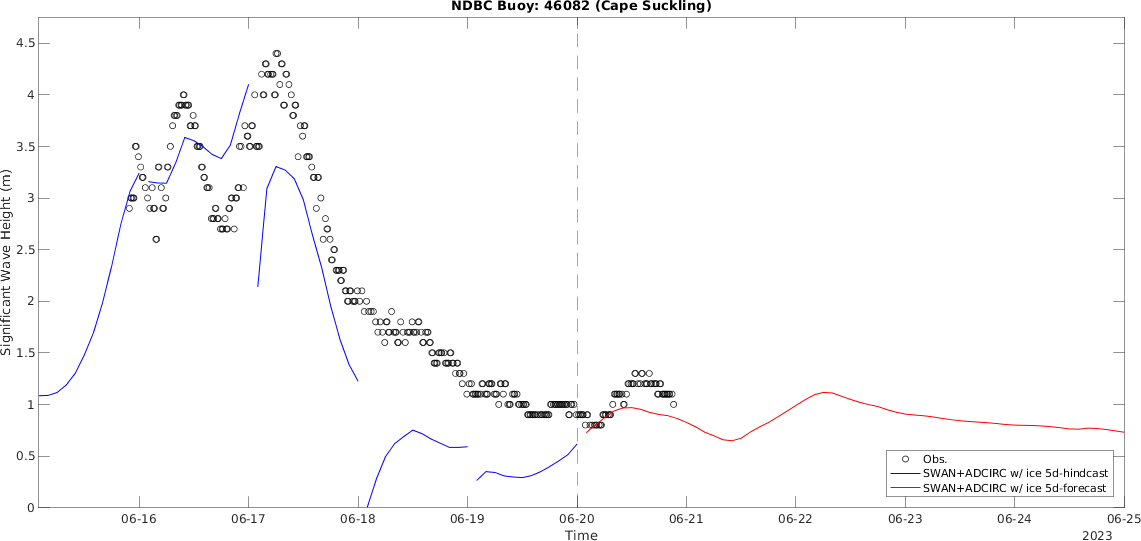 NDBC Buoy: 46082 (Cape Suckling)
Significant Wave Height (m)
4.5
4
3.5
3
2.5
2
1.5
1
0.5
0
Obs.
SWAN+ADCIRC w/ ice 5d-hindcast
SWAN+ADCIRC w/ ice 5d-forecast
06-16 06-17 06-18 06-19 06-20 06-21 06-22 06-23 06-24 06-25
Time
2023